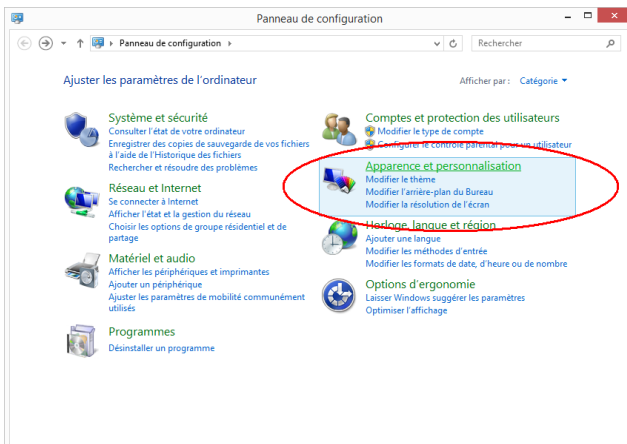 Panneau de configuration
Panneau de configuration
Rechercher
Ajuster les paramètres de l'ordinateur
Afficher par : Catégorie
Système et sécurité
Consulter l'état de votre ordinateur
Enregistrer des copies de sauvegarde de vos fichiers
à l'aide de l'Historique des fichiers
Rechercher et résoudre des problèmes
Réseau et Internet
Se connecter à Internet
Afficher l'état et la gestion du réseau
Choisir les options de groupe résidentiel et de
partage
Matériel et audio
Afficher les périphériques et imprimantes
Ajouter un périphérique
Ajuster les paramètres de mobilité communément
utilisés
Programmes
Désinstaller un programme
Comptes et protection des utilisateurs
Modifier le type de compte
Configurer le contrôle parental pour un utilisateur
Apparence et personnalisation
Modifier le thème
Modifier l'arrière-plan du Bureau
Modifier la résolution de l'écran
Horloge, langue et région
Ajouter une langue
Modifier les méthodes d'entrée
Modifier les formats de date, d'heure ou de nombre
Options d'ergonomie
Laisser Windows suggérer les paramètres
Optimiser l'affichage